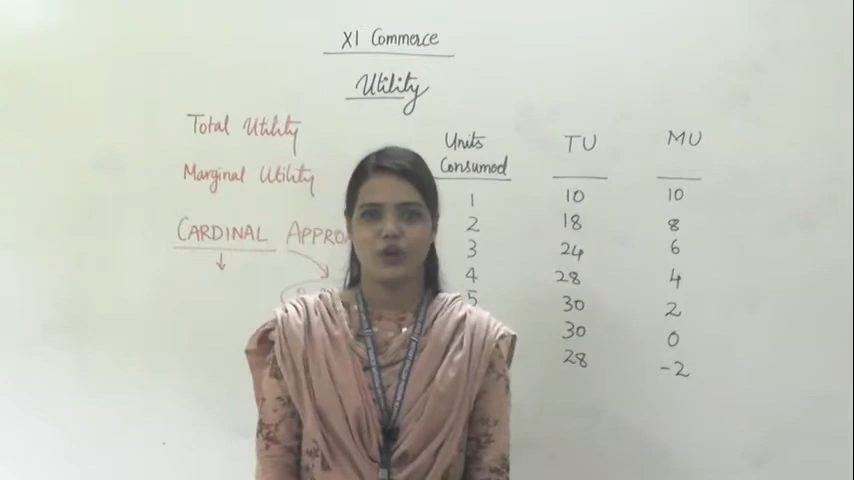 XI Commerce
Utility
Total Utility
Marginal Utility
CARDINAL APPRO
Units Consumed TU MU
1 10 10
2 18 8
3 24 6
4 28 4
5 30 2
30 0
28 -2